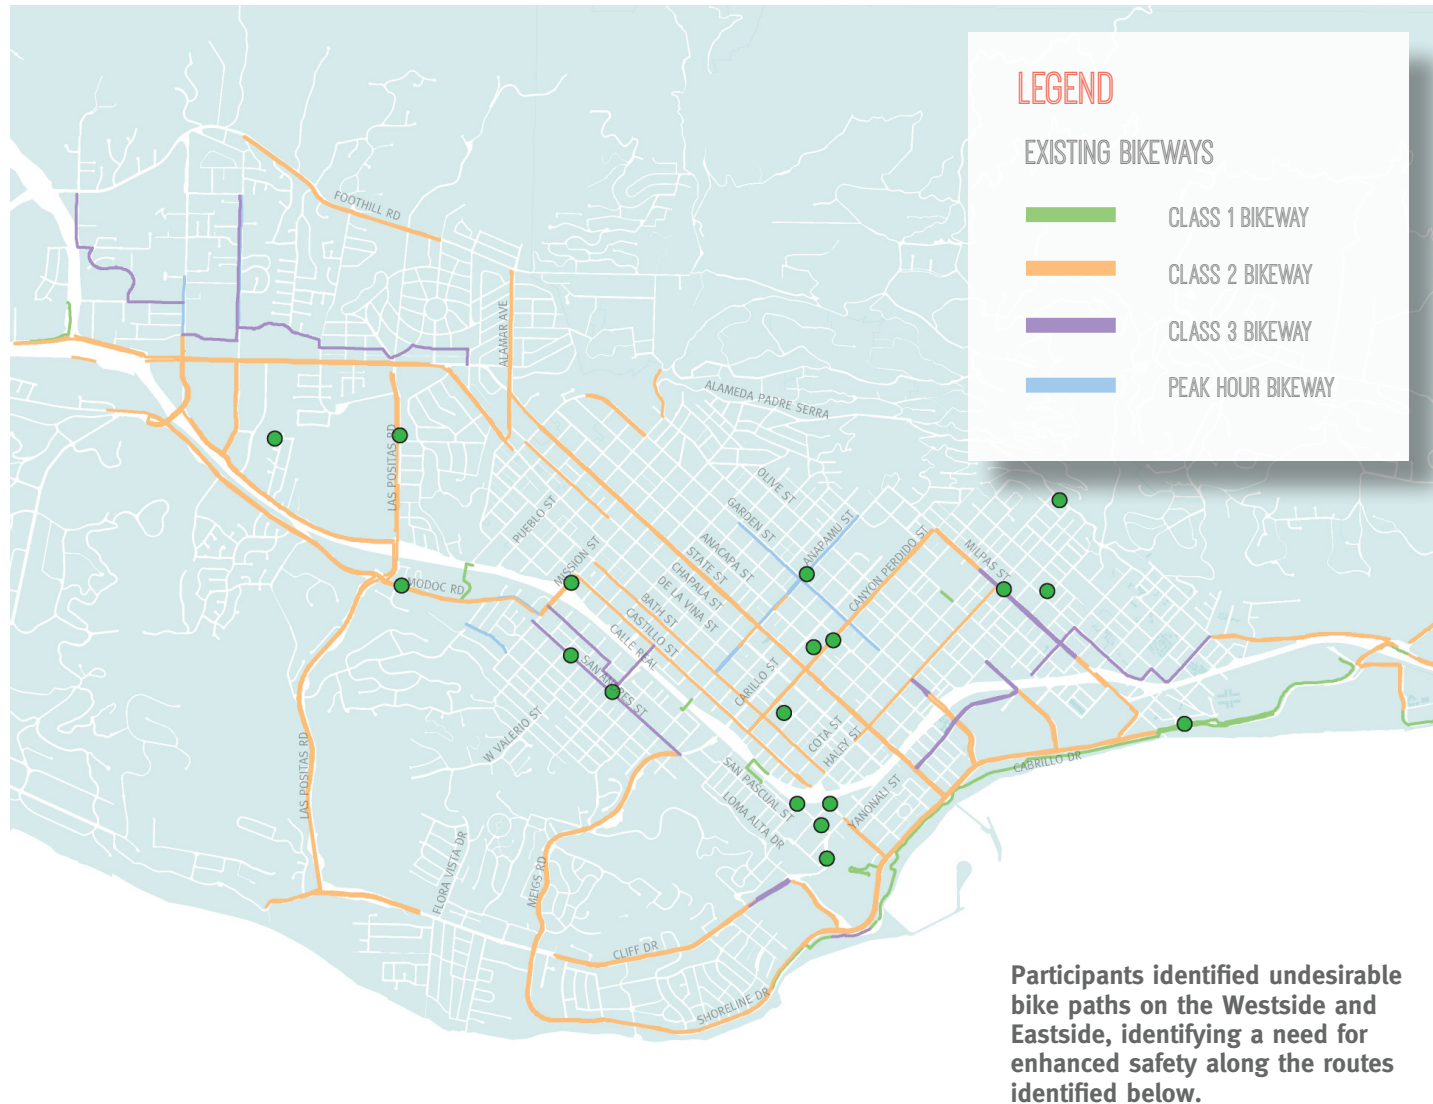 LEGEND
EXISTING BIKEWAYS
CLASS 1 BIKEWAY
CLASS 2 BIKEWAY
CLASS 3 BIKEWAY
PEAK HOUR BIKEWAY
FOOTHILL RD
ALAMAR AVE
ALAMEDA PADRE SERRA
LAS POSITAS RD
PUEBLO ST
OLIVE ST
GARDEN ST
ANAPAMU ST
MISSION ST
ANACAPA ST
STATE ST
CHAPALA ST
DE LA VINA ST
CANYON PERDIDO ST
MILPAS ST
MODOC RD
BATH ST
CASTILLO ST
CALLE REAL
SAN ANDRES ST
CARILLO ST
W VALERIO ST
COTA ST
HALEY ST
LAS POSITAS RD
SAN PASCUAL ST
LOMA ALTA DR
YANONALI ST
CABRILLO DR
FLORA VISTA DR
MEIGS RD
CLIFF DR
SHORELINE DR
Participants identified undesirable
bike paths on the Westside and
Eastside, identifying a need for
enhanced safety along the routes
identified below.